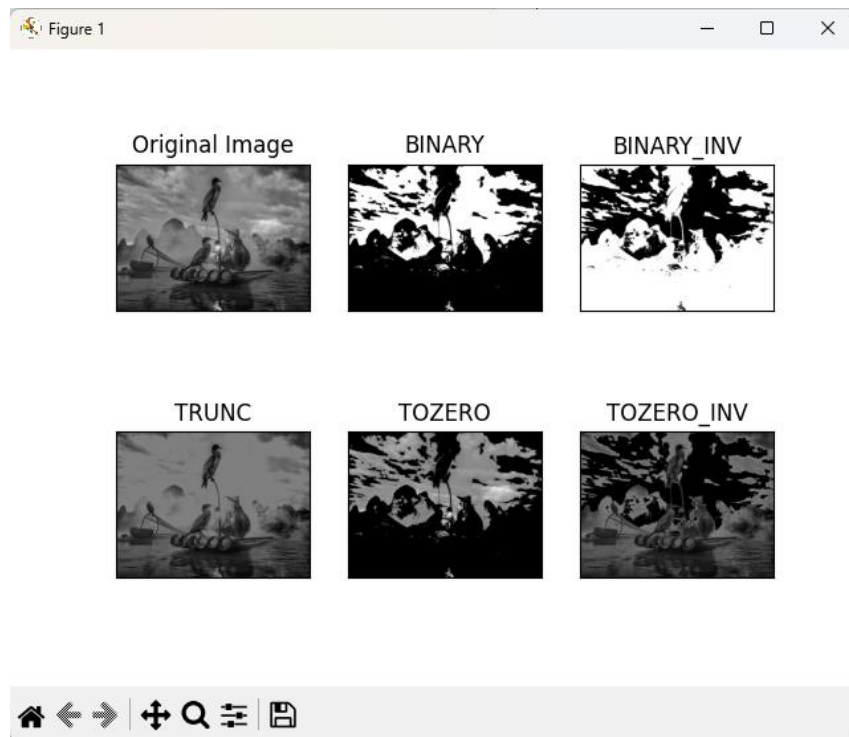 Figure 1
Original Image
BINARY
BINARY_INV
TRUNC
TOZERO
TOZERO_INV